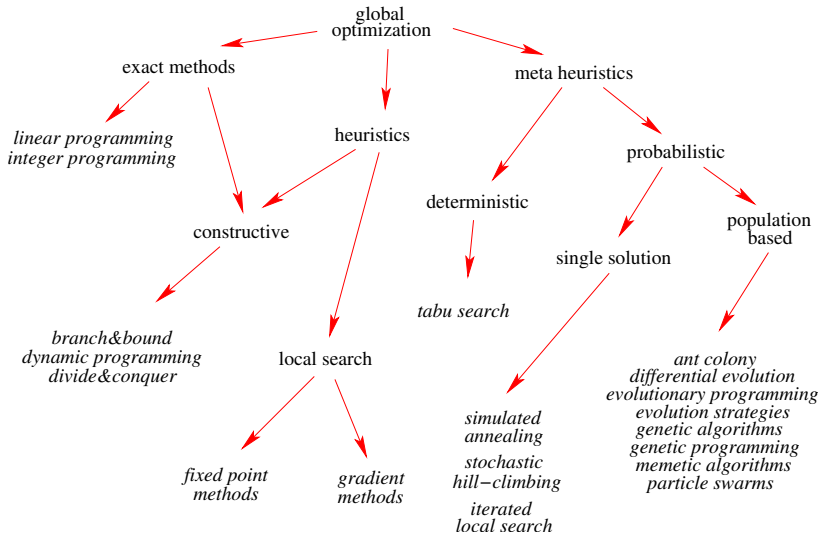 global
optimization
exact methods
meta heuristics
linear programming
integer programming
heuristics
probabilistic
deterministic
constructive
population
based
single solution
tabu search
branch&bound
dynamic programming
divide&conquer
local search
ant colony
differential evolution
evolutionary programming
evolution strategies
genetic algorithms
genetic programming
memetic algorithms
particle swarms
simulated
annealing
stochastic
hill−climbing
iterated
local search
fixed point
methods
gradient
methods